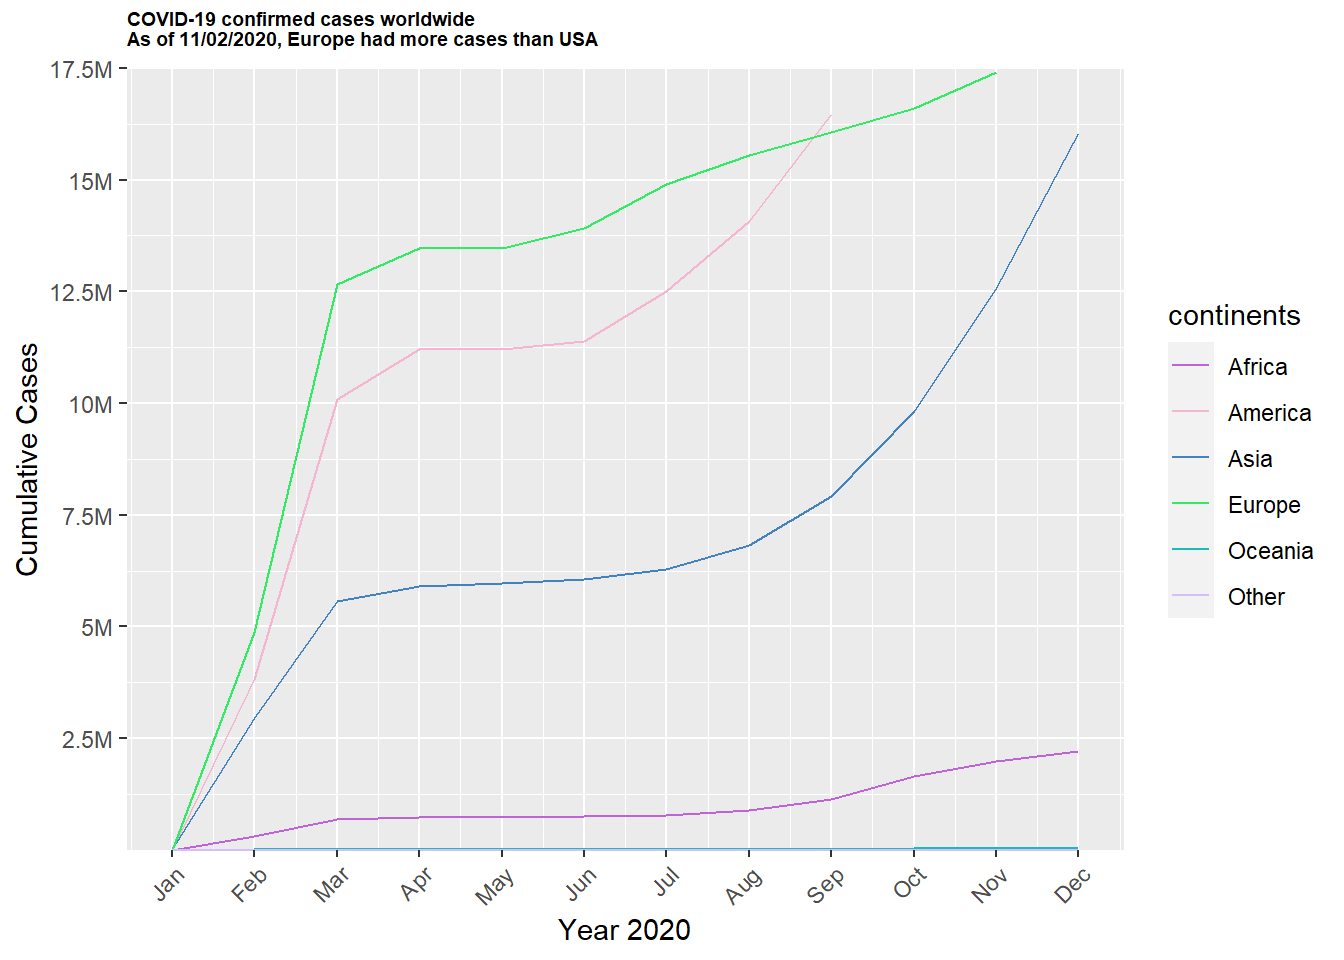 COVID-19 confirmed cases worldwide
As of 11/02/2020, Europe had more cases than USA
17.5M
15M
12.5M
10M
7.5M
5M
2.5M
Cumulative Cases
Jan
Feb
Mar
Apr
May
Jun
Jul
Aug
Sep
Oct
Nov
Dec
Year 2020
continents
Africa
America
Asia
Europe
Oceania
Other